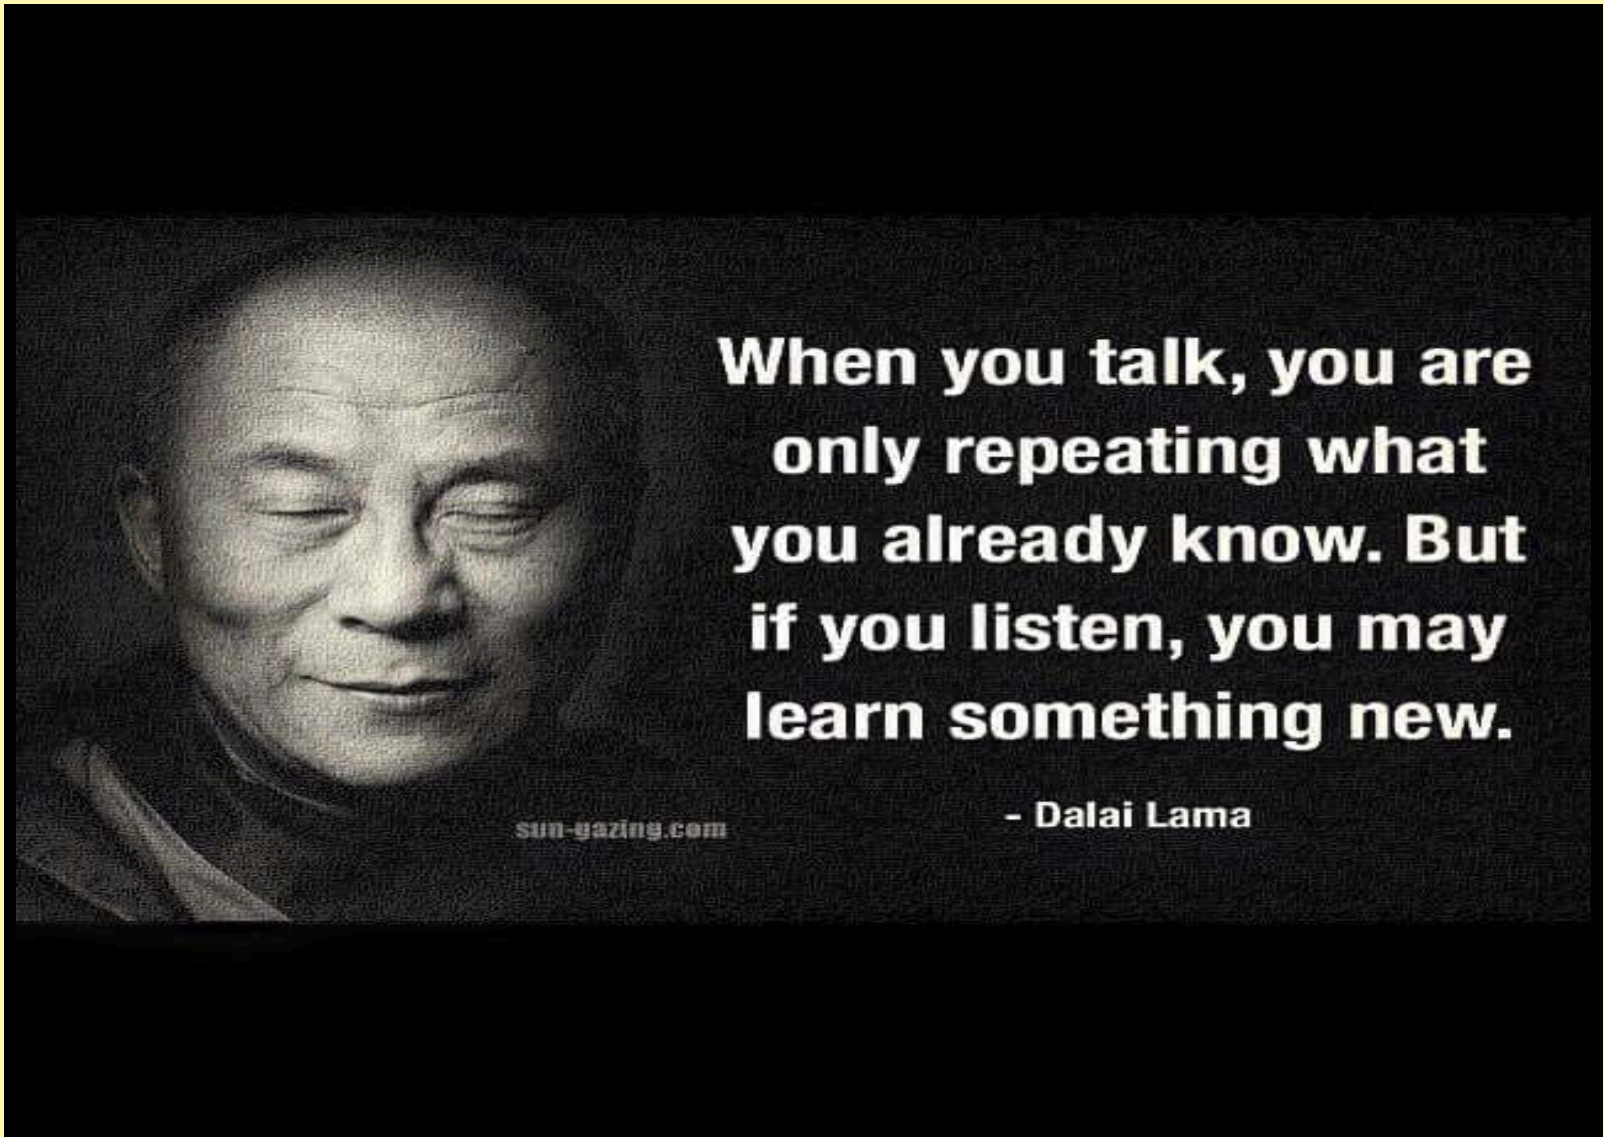 When you talk, you are
only repeating what
you already know. But
if you listen, you may
learn something new.
- Dalai Lama
sun-gazing.com